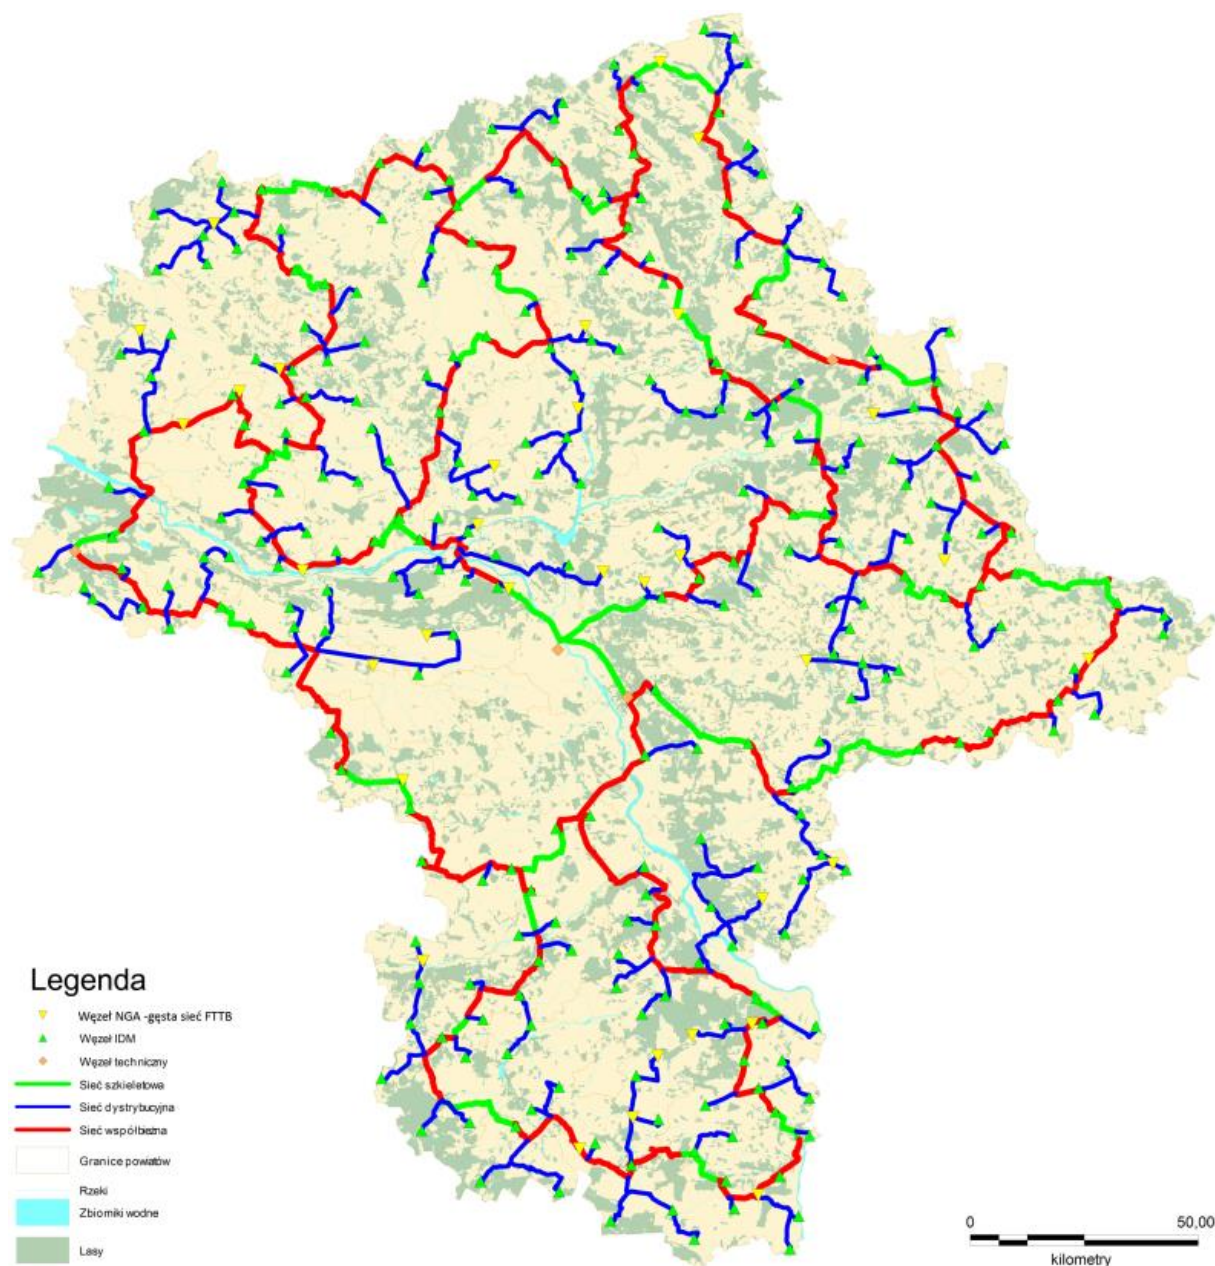 Legenda
Węzeł NGA -gęsta sieć FTTB
Węzeł IDM
Węzeł techniczny
Sieć szkieletowa
Sieć dystrybucyjna
Sieć współbieżna
Granice powiatów
Rzeki
Zbiorniki wodne
Lasy
0 50,00
kilometry